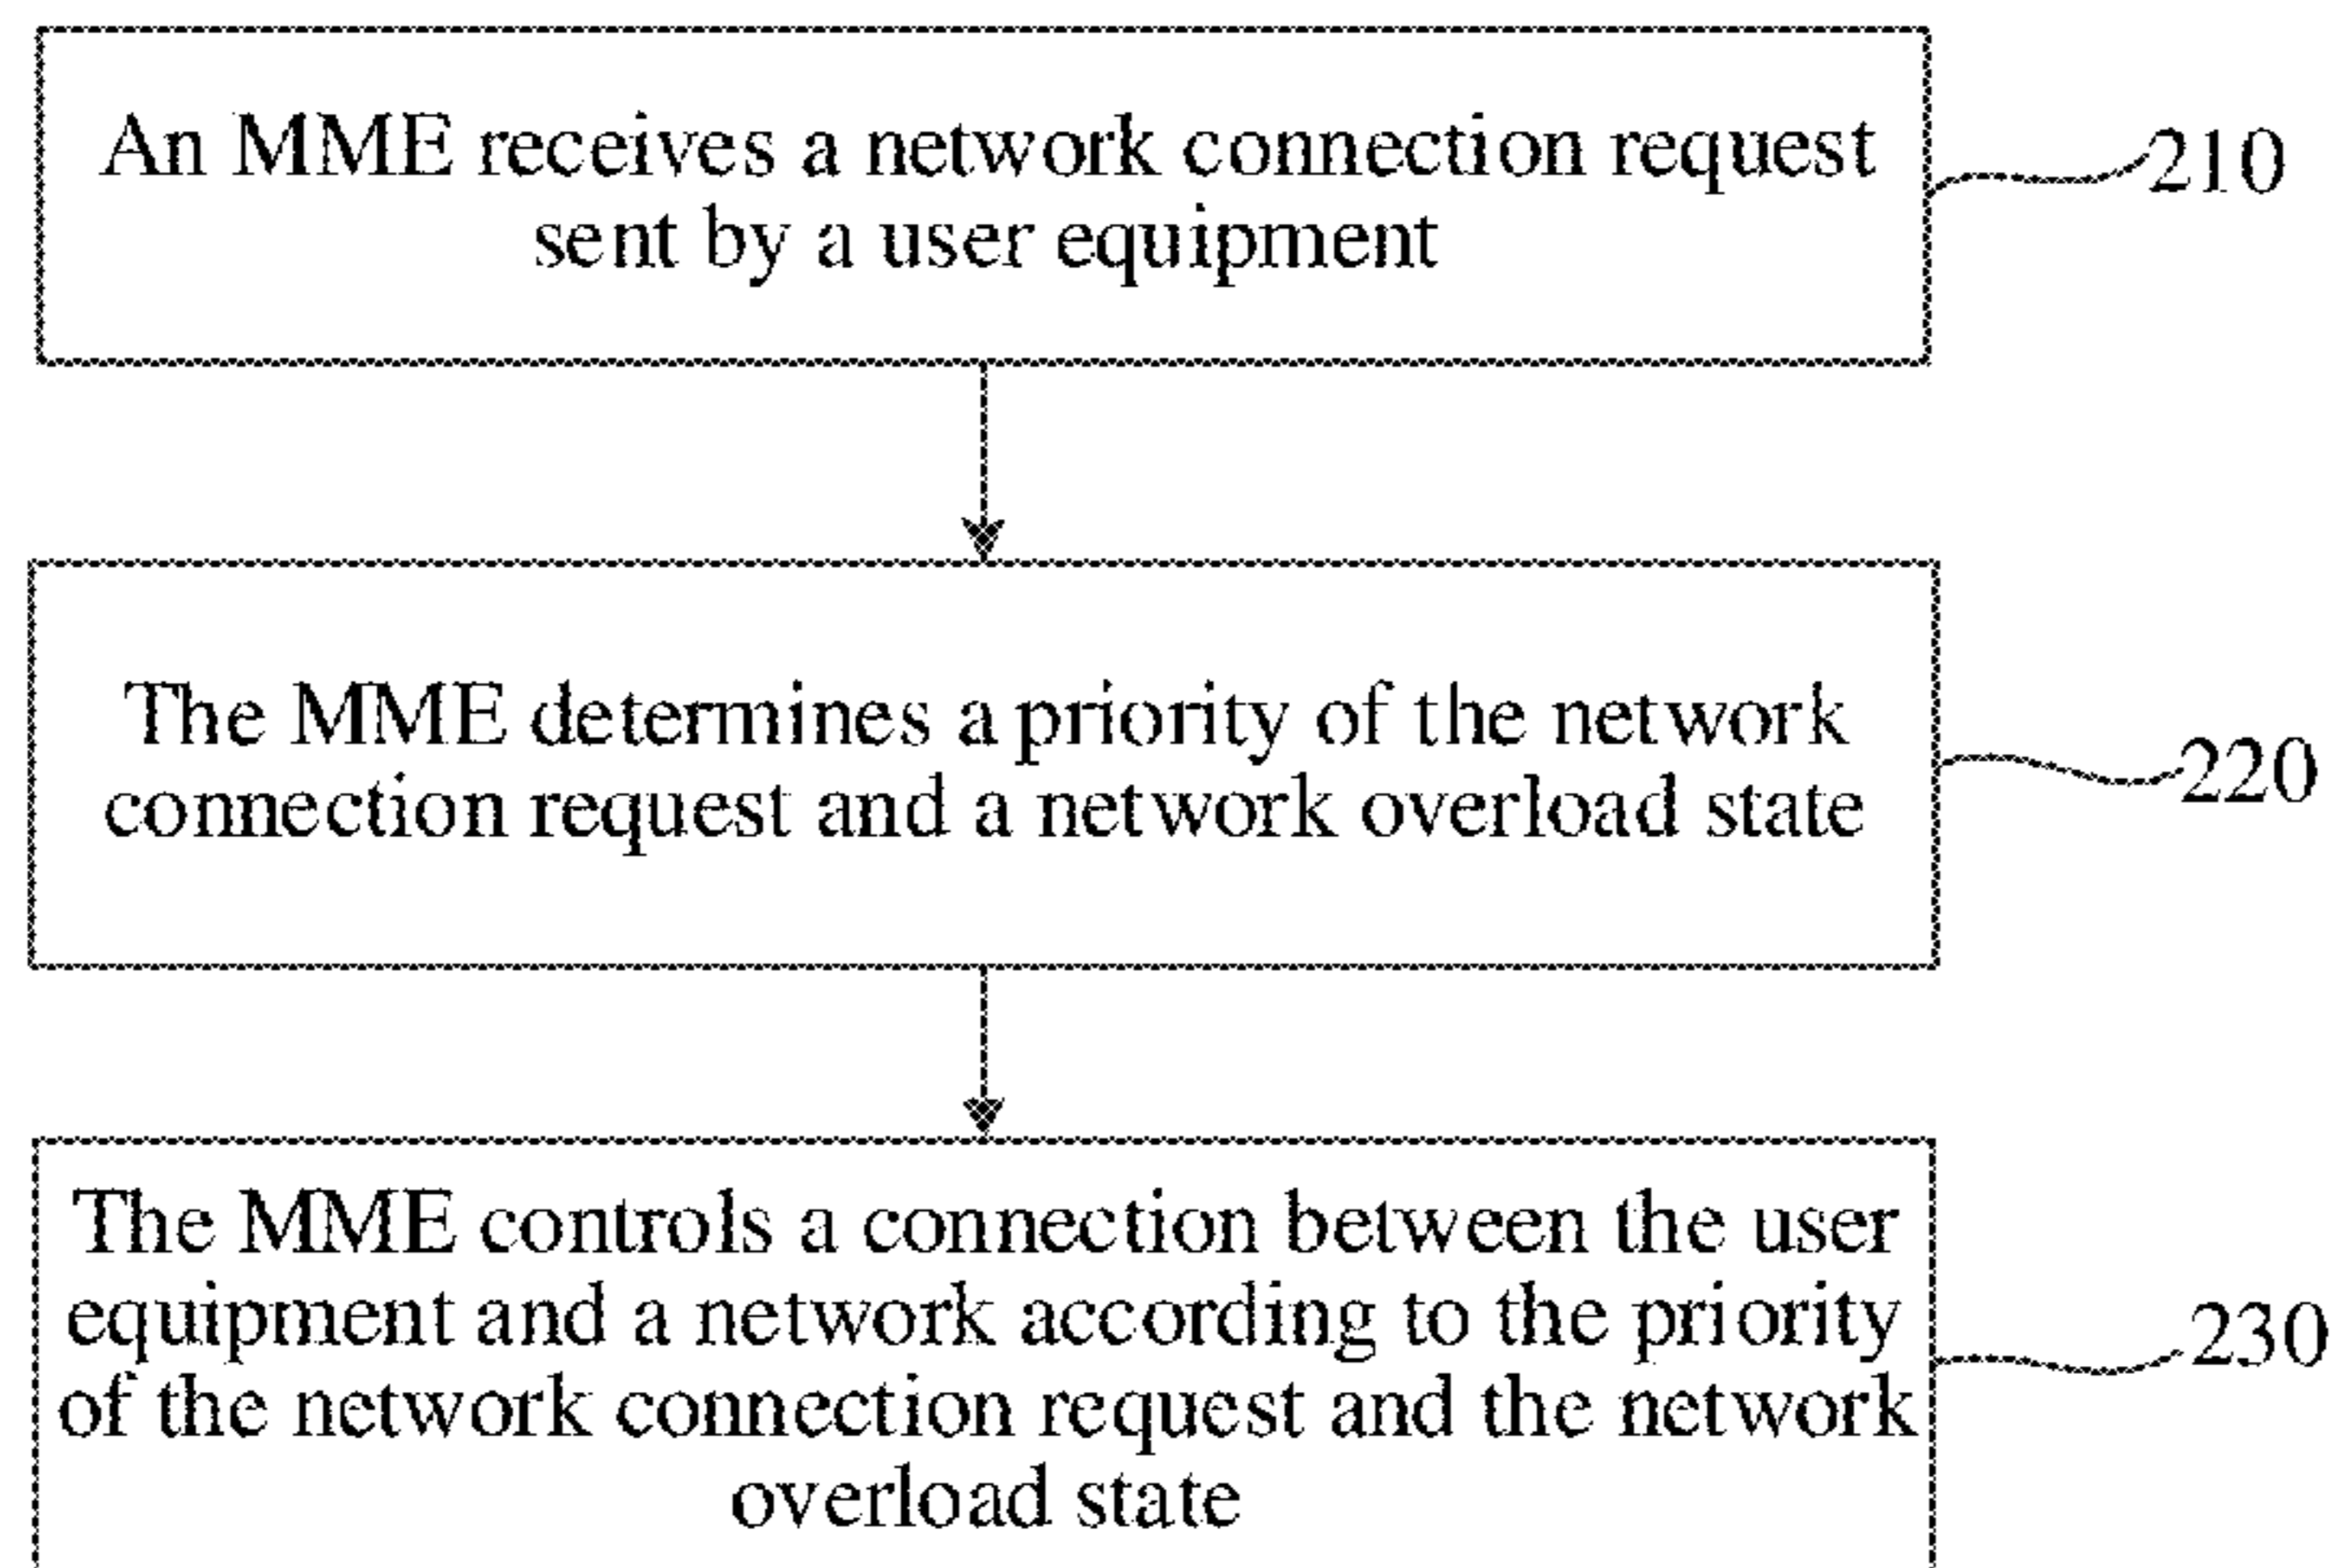 An MME receives a network connection request
sent by a user equipment
210
The MME determines a priority of the network
connection request and a network overload state
220
The MME controls a connection between the user
equipment and a network according to the priority
of the network connection request and the network
overload state
230